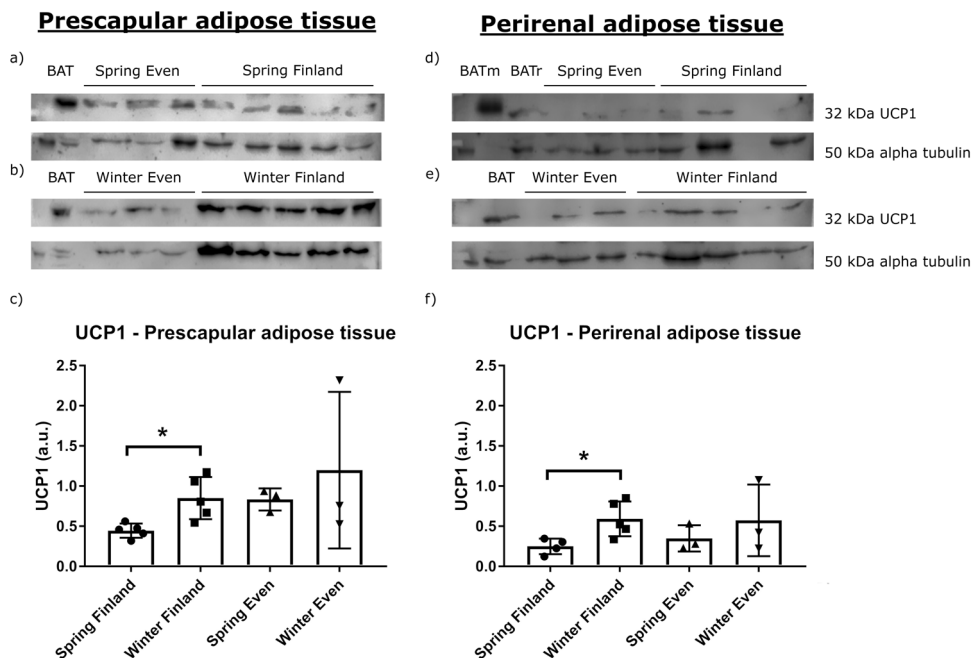 Prescapular adipose tissue
a)
BAT Spring Even Spring Finland
b)
BAT Winter Even Winter Finland
c)
UCP1 - Prescapular adipose tissue
UCP1 (a.u.)
2.5
2.0
1.5
1.0
0.5
0.0
*
Spring Finland
Winter Finland
Spring Even
Winter Even
Perirenal adipose tissue
d)
BATm BATr Spring Even Spring Finland
32 kDa UCP1
50 kDa alpha tubulin
e)
BAT Winter Even Winter Finland
32 kDa UCP1
50 kDa alpha tubulin
f)
UCP1 - Perirenal adipose tissue
UCP1 (a.u.)
2.5
2.0
1.5
1.0
0.5
0.0
*
Spring Finland
Winter Finland
Spring Even
Winter Even